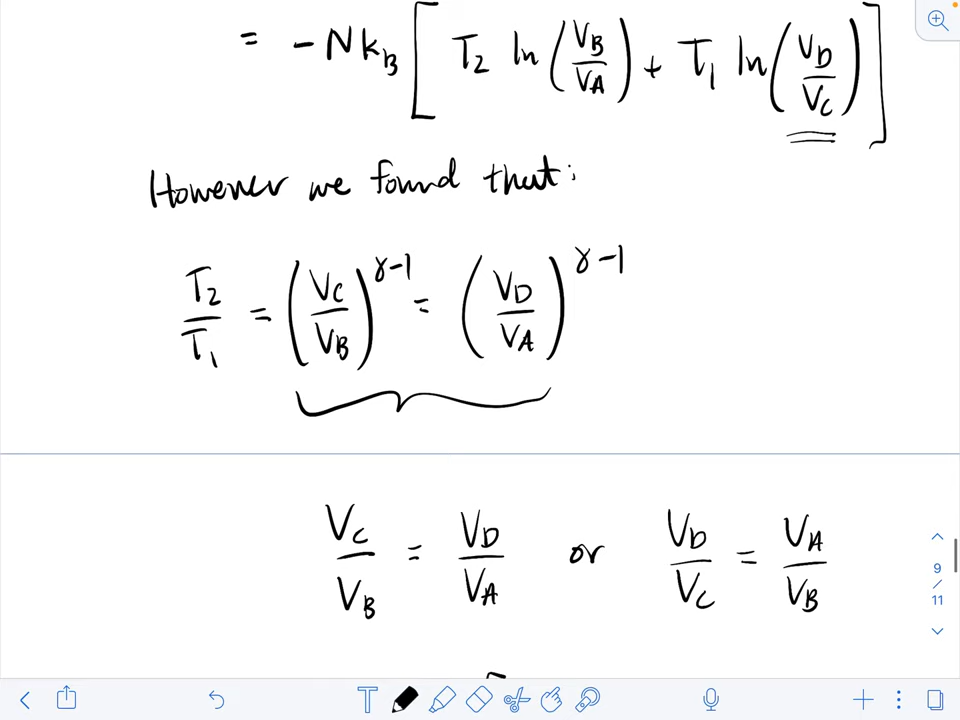 = - N k_B [ T_2 ln (V_B / V_A) + T_1 ln (V_D / V_C) ]
However we found that:
T_2 / T_1 = (V_C / V_B)^{γ-1} = (V_D / V_A)^{γ-1}
V_C / V_B = V_D / V_A or V_D / V_C = V_A / V_B
9
/
11